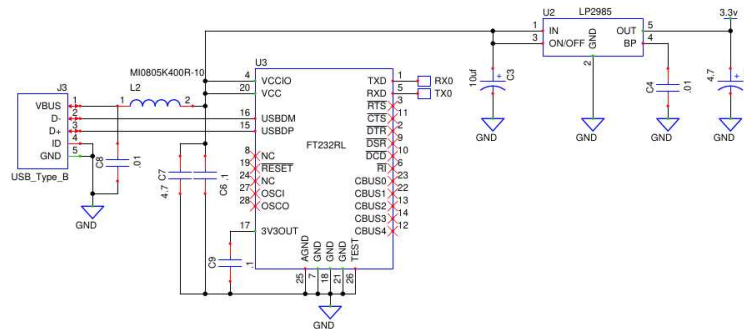 U2
LP2985
3.3v
1
IN
OUT
5
3
ON/OFF
GND
BP
4
2
10uf
C3
C4
.01
4.7
GND
GND
GND
GND
U3
MI0805K400R-10
L2
1
2
J3
VBUS
1
D-
2
D+
3
ID
4
GND
5
USB_Type_B
C8
.01
GND
C7
4.7
C6
.1
C9
.1
4
VCCIO
20
VCC
16
USBDM
15
USBDP
8
NC
19
RESET
24
NC
27
OSCI
28
OSCO
17
3V3OUT
FT232RL
TXD
1
RX0
RXD
5
TX0
RTS
3
CTS
11
DTR
2
DSR
9
DCD
10
RI
6
CBUS0
23
CBUS1
22
CBUS2
13
CBUS3
14
CBUS4
12
AGND
GND
GND
GND
TEST
25
7
18
21
26
GND